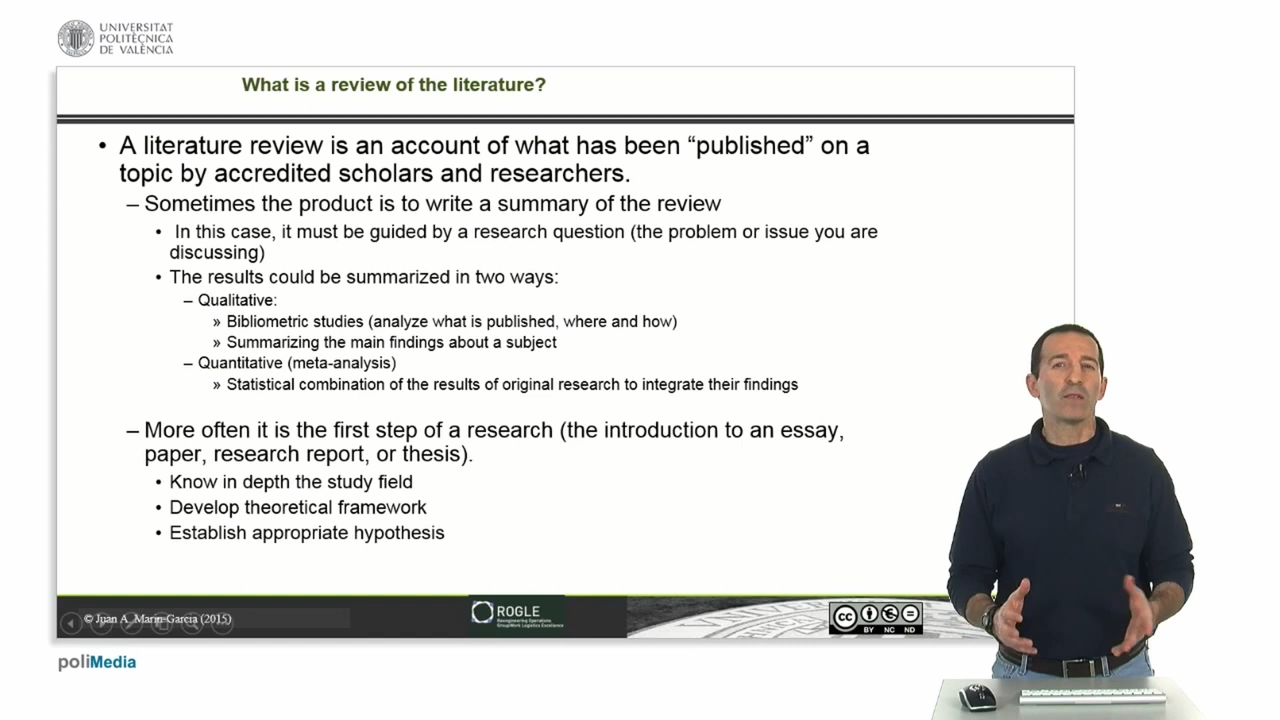 UNIVERSITAT
POLITÈCNICA
DE VALÈNCIA
What is a review of the literature?
• A literature review is an account of what has been “published” on a
topic by accredited scholars and researchers.
– Sometimes the product is to write a summary of the review
• In this case, it must be guided by a research question (the problem or issue you are
discussing)
• The results could be summarized in two ways:
– Qualitative:
» Bibliometric studies (analyze what is published, where and how)
» Summarizing the main findings about a subject
– Quantitative (meta-analysis)
» Statistical combination of the results of original research to integrate their findings
– More often it is the first step of a research (the introduction to an essay,
paper, research report, or thesis).
• Know in depth the study field
• Develop theoretical framework
• Establish appropriate hypothesis
© Juan A. Marin-Garcia (2015)
ROGLE
Reengineering Operations
GroupWork Logistics Excellence
cc
BY NC ND
poliMedia